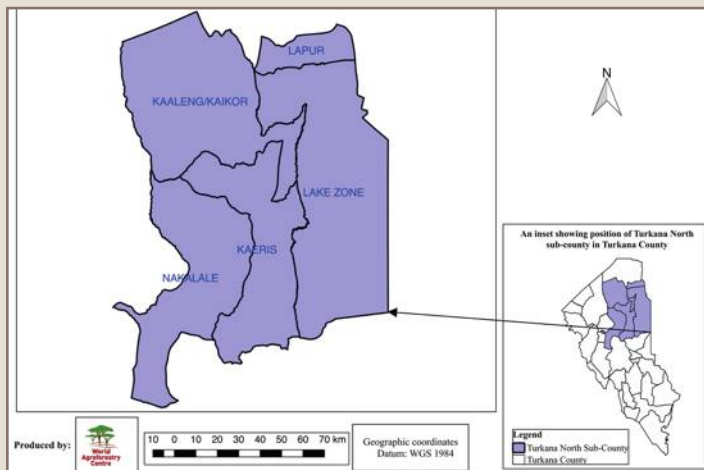 LAPUR
KAALENG/KAIKOR
N
LAKE ZONE
KAERIS
NAKALALE
An inset showing position of Turkana North
sub-county in Turkana County
Legend
Turkana North Sub-County
Turkana County
Produced by:
World
Agroforestry
Centre
10 0 10 20 30 40 50 60 70 km
Geographic coordinates
Datum: WGS 1984